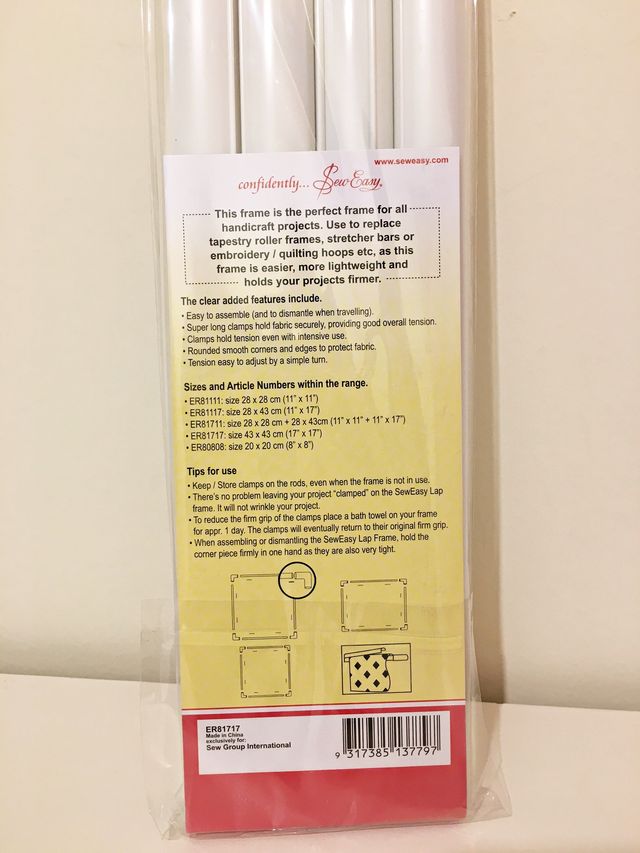 www.seweasy.com
confidently... Sew Easy®
This frame is the perfect frame for all
handicraft projects. Use to replace
tapestry roller frames, stretcher bars or
embroidery / quilting hoops etc, as this
frame is easier, more lightweight and
holds your projects firmer.
The clear added features include.
• Easy to assemble (and to dismantle when travelling).
• Super long clamps hold fabric securely, providing good overall tension.
• Clamps hold tension even with intensive use.
• Rounded smooth corners and edges to protect fabric.
• Tension easy to adjust by a simple turn.
Sizes and Article Numbers within the range.
• ER81111: size 28 x 28 cm (11" x 11")
• ER81117: size 28 x 43 cm (11" x 17")
• ER81711: size 28 x 28 cm + 28 x 43cm (11" x 11" + 11" x 17")
• ER81717: size 43 x 43 cm (17" x 17")
• ER80808: size 20 x 20 cm (8" x 8")
Tips for use
• Keep / Store clamps on the rods, even when the frame is not in use.
• There's no problem leaving your project "clamped" on the SewEasy Lap
frame. It will not wrinkle your project.
• To reduce the firm grip of the clamps place a bath towel on your frame
for appr. 1 day. The clamps will eventually return to their original firm grip.
• When assembling or dismantling the SewEasy Lap Frame, hold the
corner piece firmly in one hand as they are also very tight.
ER81717
Made in China
exclusively for:
Sew Group International
9 317385 137797